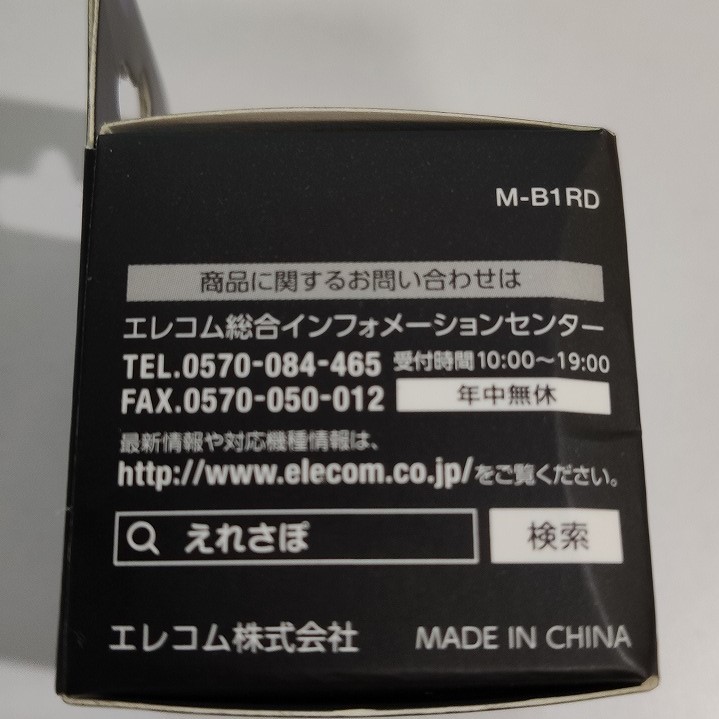 M-B1RD
商品に関するお問い合わせは
エレコム総合インフォメーションセンター
TEL.0570-084-465 受付時間10:00～19:00
FAX.0570-050-012 年中無休
最新情報や対応機種情報は、
http://www.elecom.co.jp/をご覧ください。
えれさぽ 検索
エレコム株式会社 MADE IN CHINA